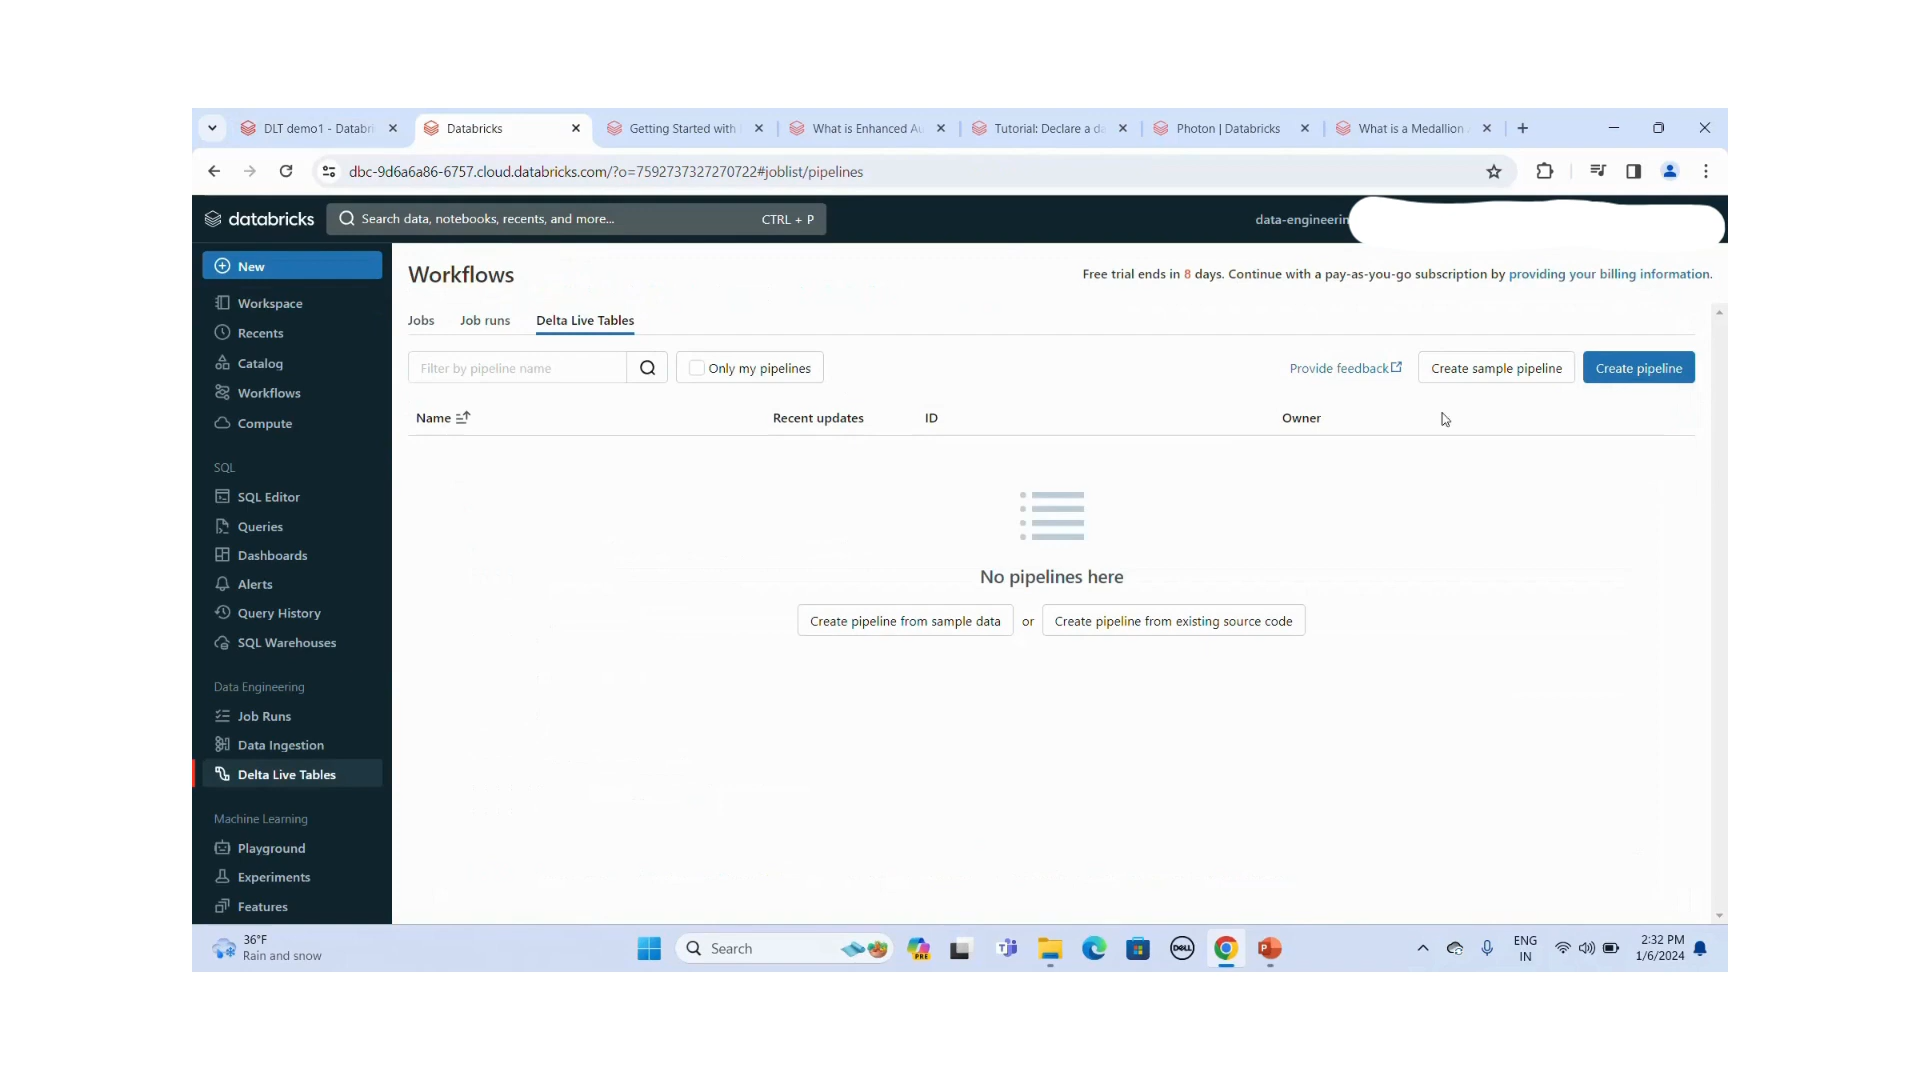 DLT demo1 - Databri
Databricks
Getting Started with
What is Enhanced Au
Tutorial: Declare a da
Photon | Databricks
What is a Medallion
dbc-9d6a6a86-6757.cloud.databricks.com/?o=7592737327270722#joblist/pipelines
databricks
Search data, notebooks, recents, and more...
CTRL + P
data-engineerin
New
Workspace
Recents
Catalog
Workflows
Compute
SQL
SQL Editor
Queries
Dashboards
Alerts
Query History
SQL Warehouses
Data Engineering
Job Runs
Data Ingestion
Delta Live Tables
Machine Learning
Playground
Experiments
Features
Workflows
Free trial ends in 8 days. Continue with a pay-as-you-go subscription by providing your billing information.
Jobs
Job runs
Delta Live Tables
Filter by pipeline name
Only my pipelines
Provide feedback
Create sample pipeline
Create pipeline
Name
Recent updates
ID
Owner
No pipelines here
Create pipeline from sample data
or
Create pipeline from existing source code
36°F
Rain and snow
Search
PRE
DELL
ENG
IN
2:32 PM
1/6/2024